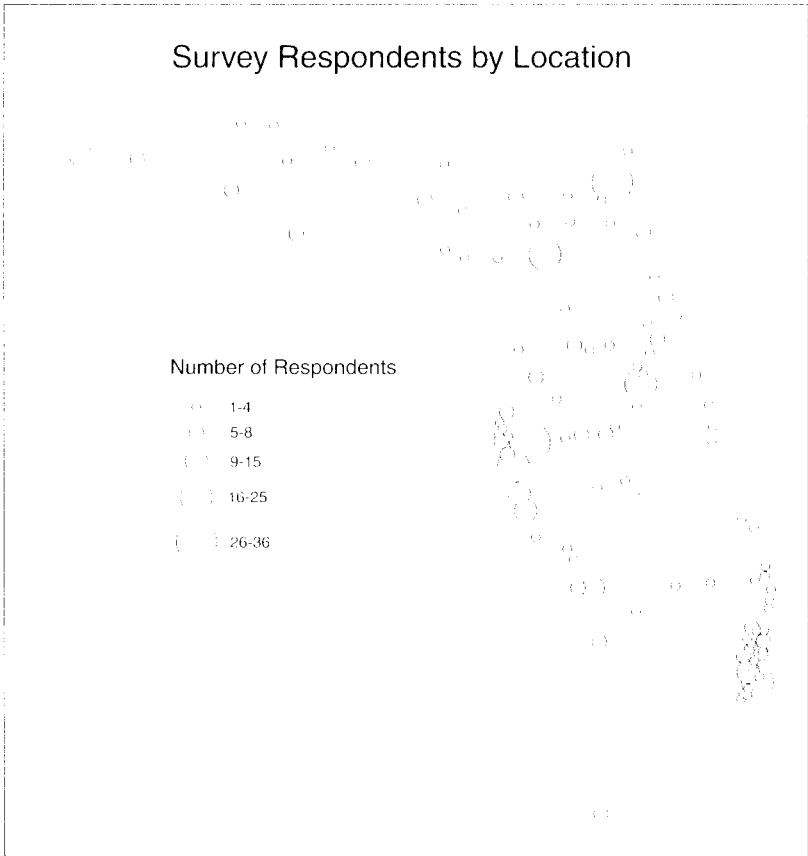 Survey Respondents by Location
Number of Respondents
1-4
5-8
9-15
16-25
26-36